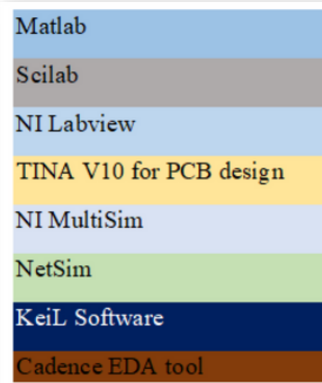 Matlab
Scilab
NI Labview
TINA V10 for PCB design
NI MultiSim
NetSim
KeiL Software
Cadence EDA tool